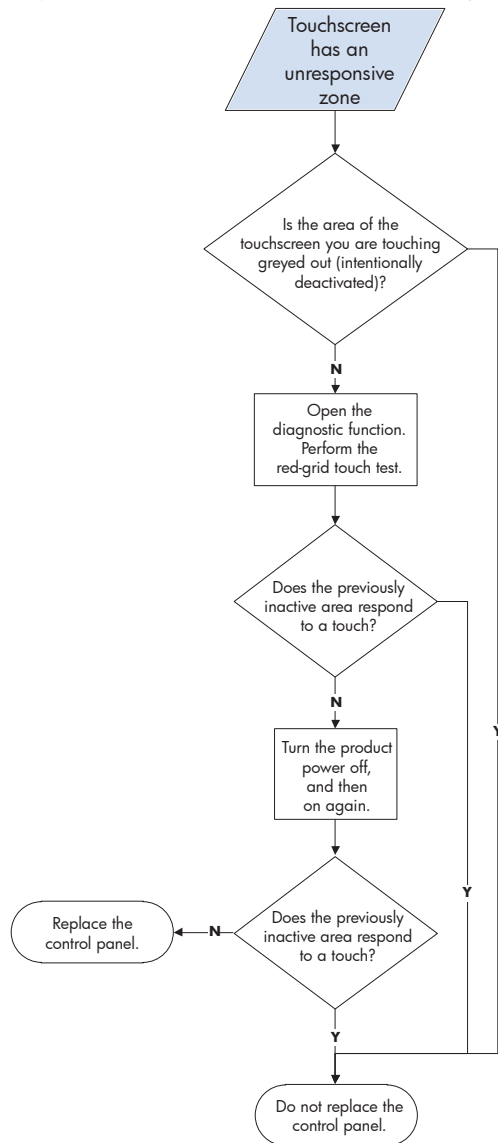 Touchscreen
has an
unresponsive
zone
Is the area of the
touchscreen you are touching
greyed out (intentionally
deactivated)?
N
Open the
diagnostic function.
Perform the
red-grid touch test.
Does the previously
inactive area respond
to a touch?
N
Y
Turn the product
power off,
and then
on again.
Y
Does the previously
inactive area respond
to a touch?
N
Replace the
control panel.
Y
Do not replace the
control panel.